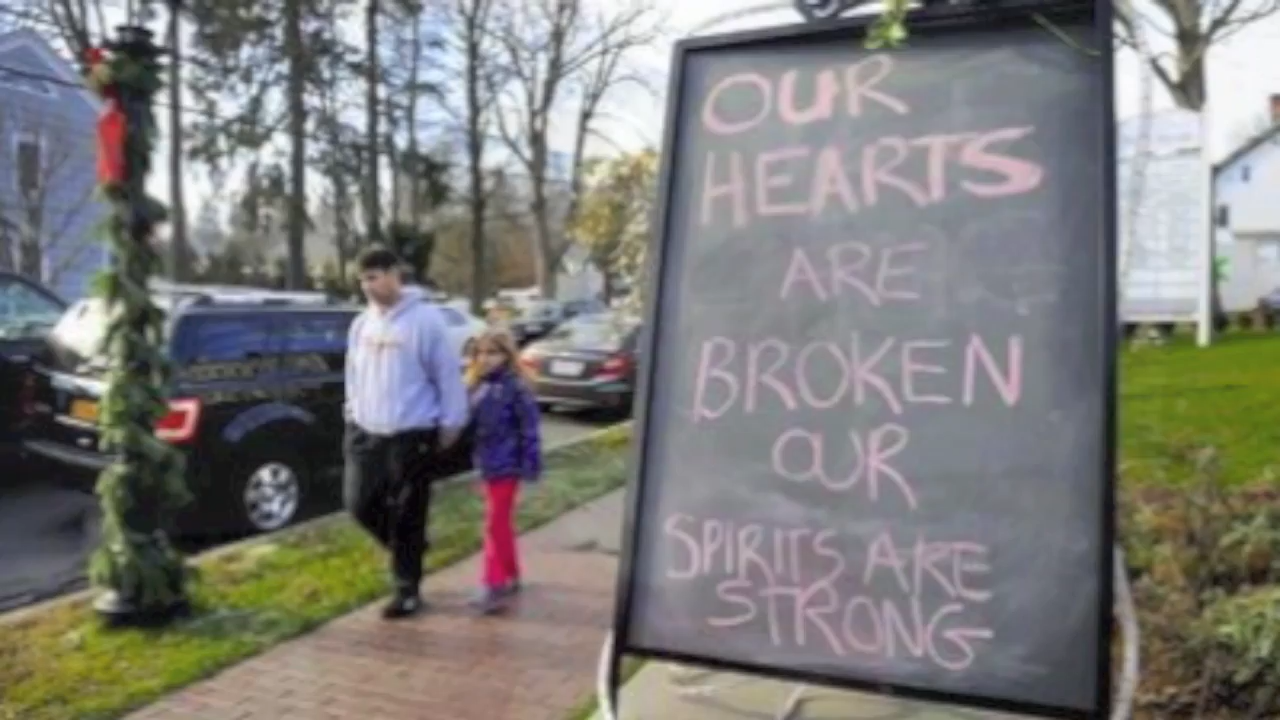 OUR
HEARTS
ARE
BROKEN
OUR
SPIRITS ARE
STRONG